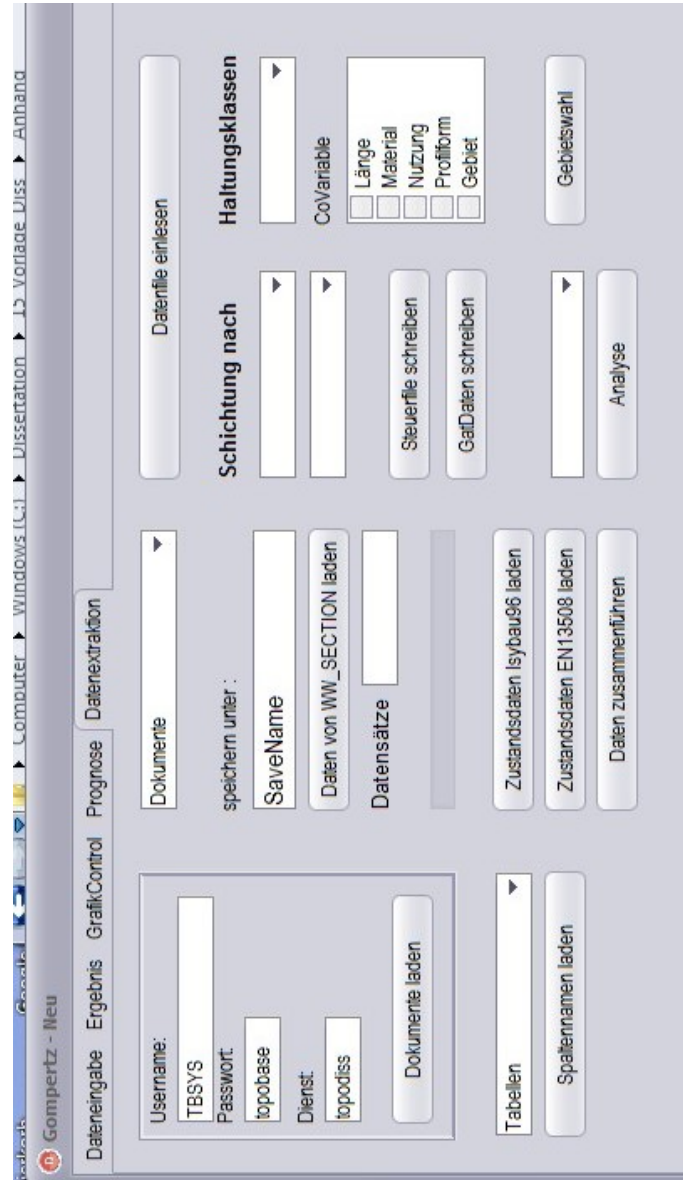 Computer ▶ Windows (C:) ▶ Dissertation ▶ 15 Vorlage Diss ▶ Anhang
Gompertz - Neu
Dateneingabe Ergebnis GrafikControl Prognose Datenextraktion
Username:
TBSYS
Passwort
topobase
Dienst
topodiss
Dokumente laden
Tabellen
Spaltennamen laden
Dokumente
speichern unter :
SaveName
Daten von WW_SECTION laden
Datensätze
Zustandsdaten Isybau96 laden
Zustandsdaten EN13508 laden
Daten zusammenführen
Datenfile einlesen
Schichtung nach
Steuerfile schreiben
GatDaten schreiben
Analyse
Haltungsklassen
CoVariable
Länge
Material
Nutzung
Profilform
Gebiet
Gebietswahl